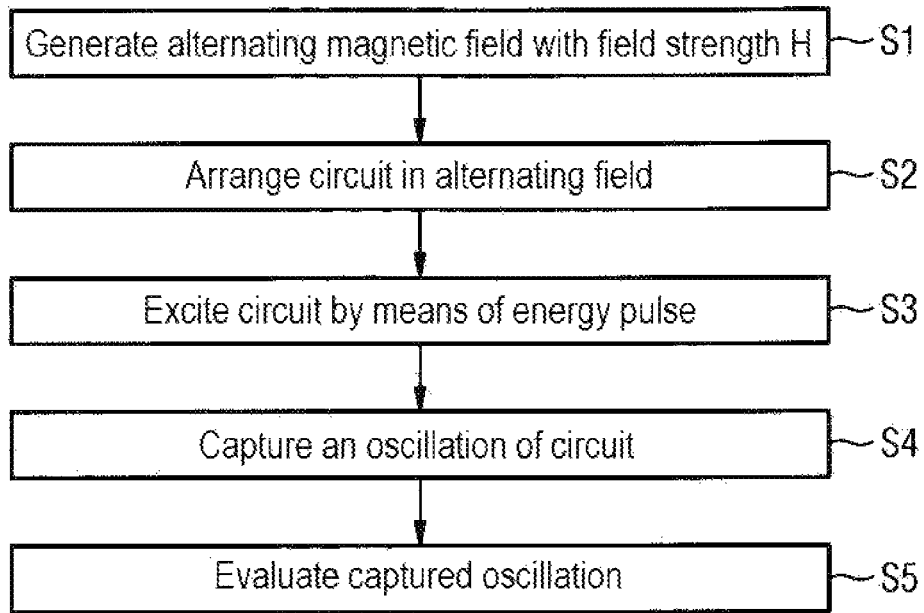 Generate alternating magnetic field with field strength H S1
Arrange circuit in alternating field S2
Excite circuit by means of energy pulse S3
Capture an oscillation of circuit S4
Evaluate captured oscillation S5